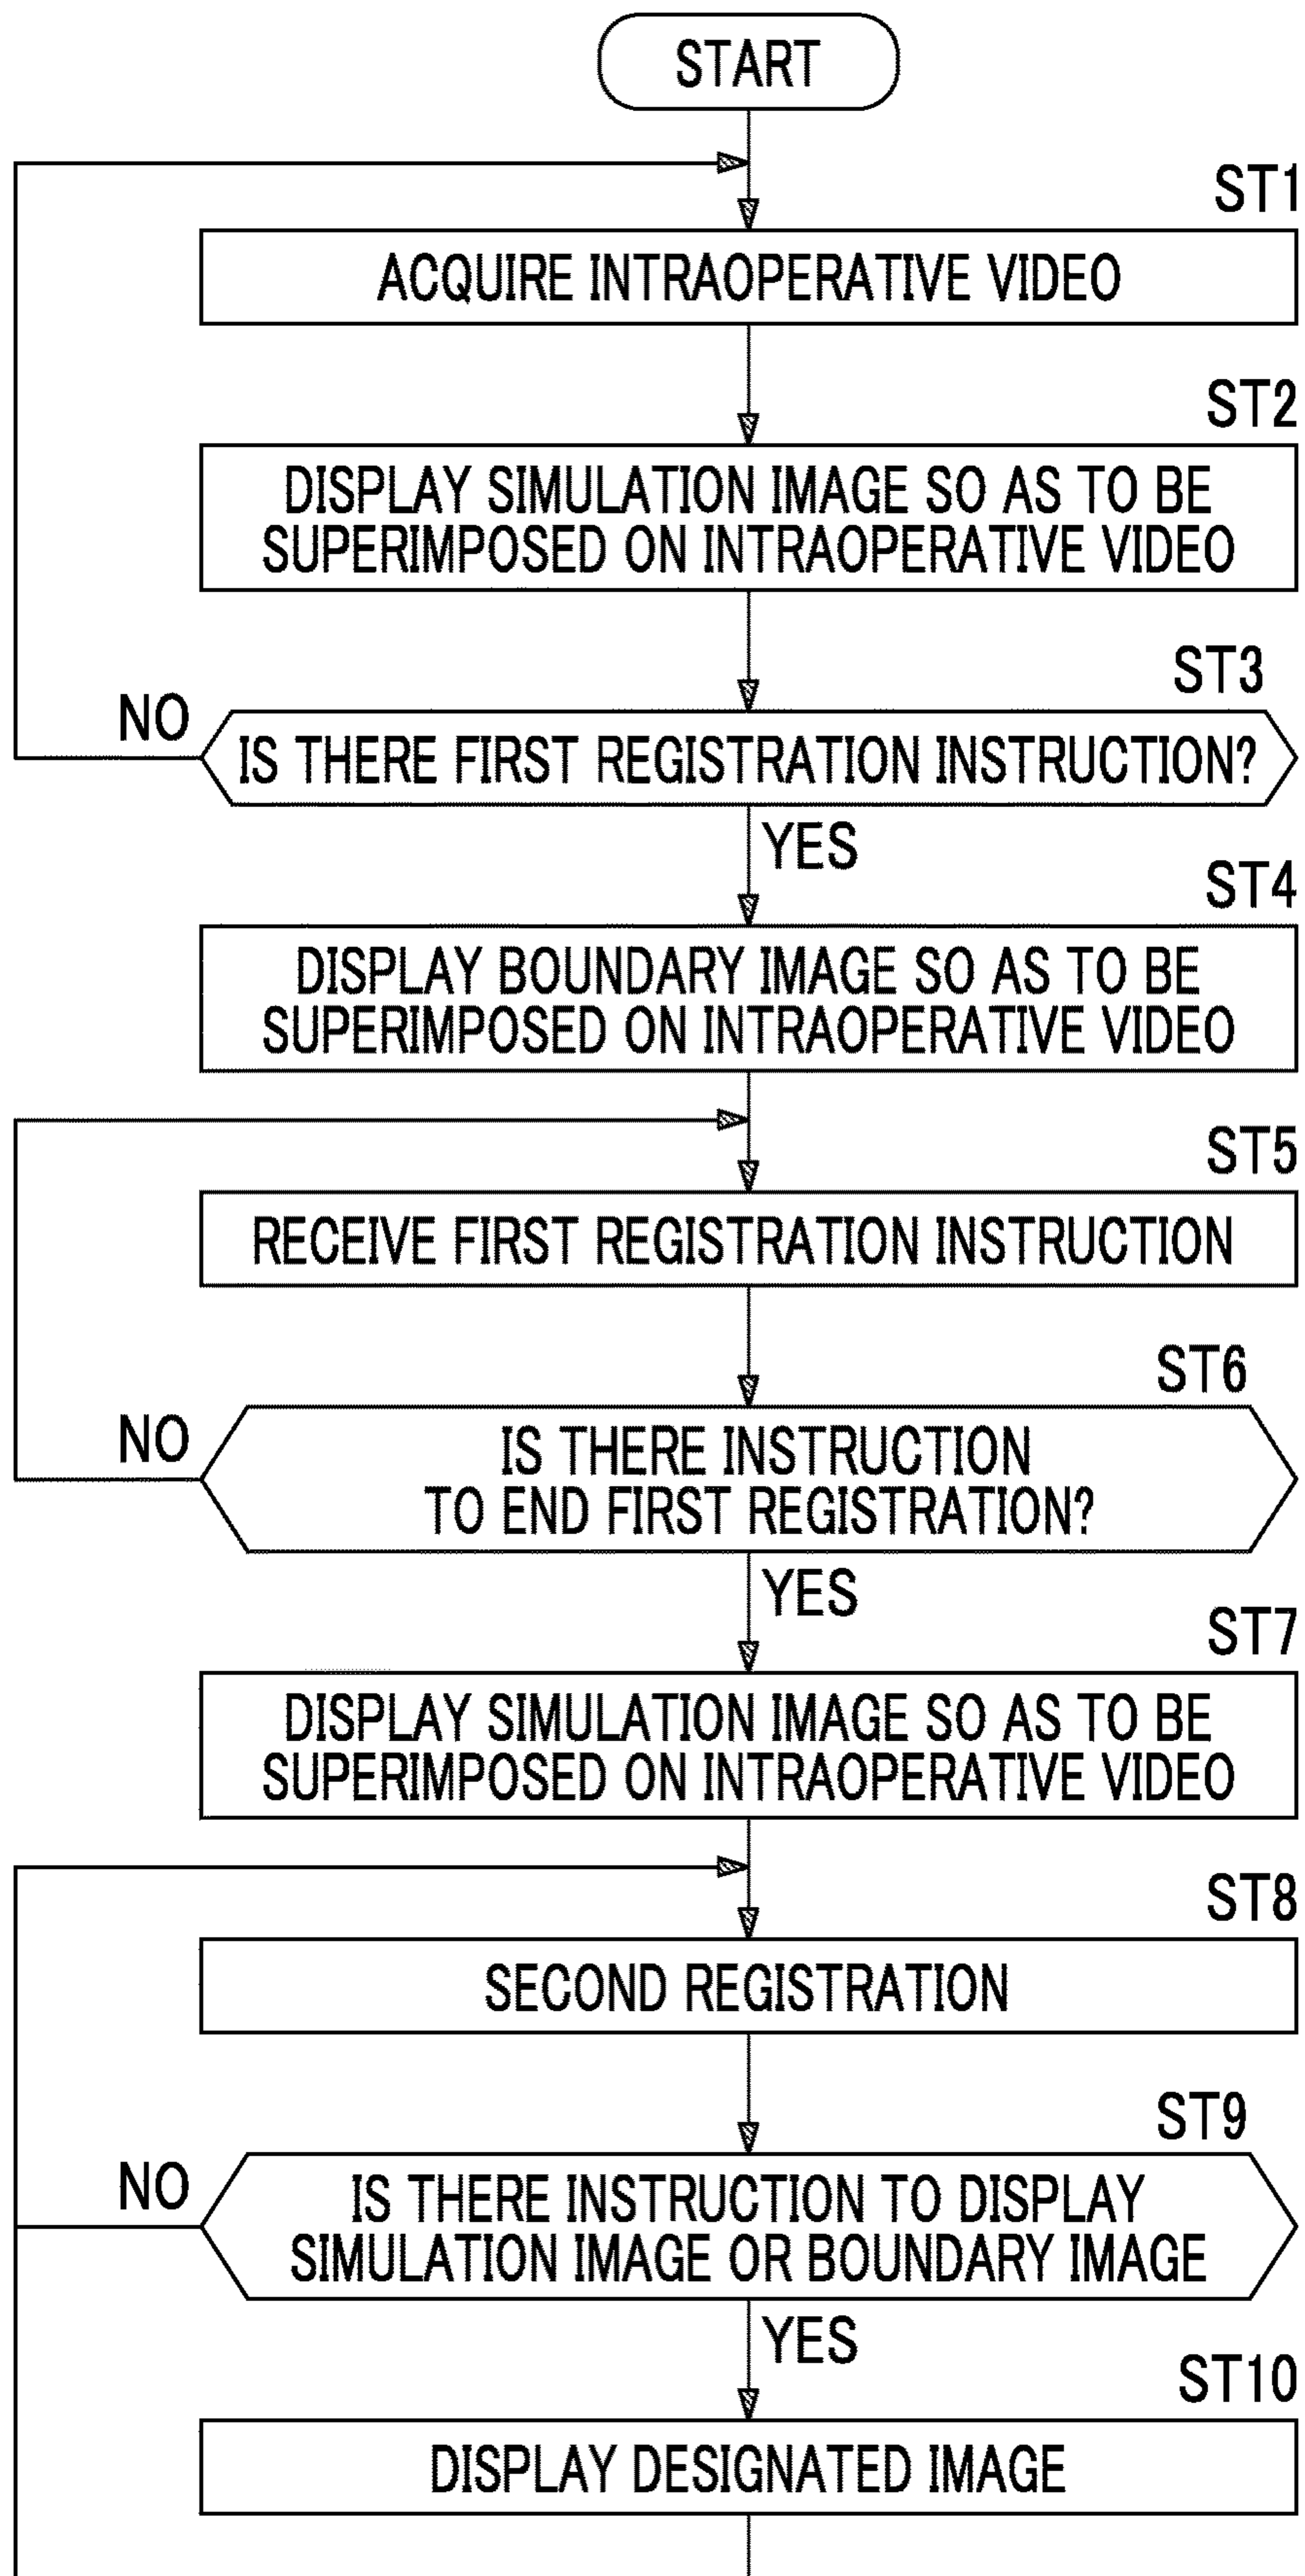 START
ST1
ACQUIRE INTRAOPERATIVE VIDEO
ST2
DISPLAY SIMULATION IMAGE SO AS TO BE
SUPERIMPOSED ON INTRAOPERATIVE VIDEO
ST3
NO
IS THERE FIRST REGISTRATION INSTRUCTION?
YES
ST4
DISPLAY BOUNDARY IMAGE SO AS TO BE
SUPERIMPOSED ON INTRAOPERATIVE VIDEO
ST5
RECEIVE FIRST REGISTRATION INSTRUCTION
ST6
NO
IS THERE INSTRUCTION
TO END FIRST REGISTRATION?
YES
ST7
DISPLAY SIMULATION IMAGE SO AS TO BE
SUPERIMPOSED ON INTRAOPERATIVE VIDEO
ST8
SECOND REGISTRATION
ST9
NO
IS THERE INSTRUCTION TO DISPLAY
SIMULATION IMAGE OR BOUNDARY IMAGE
YES
ST10
DISPLAY DESIGNATED IMAGE